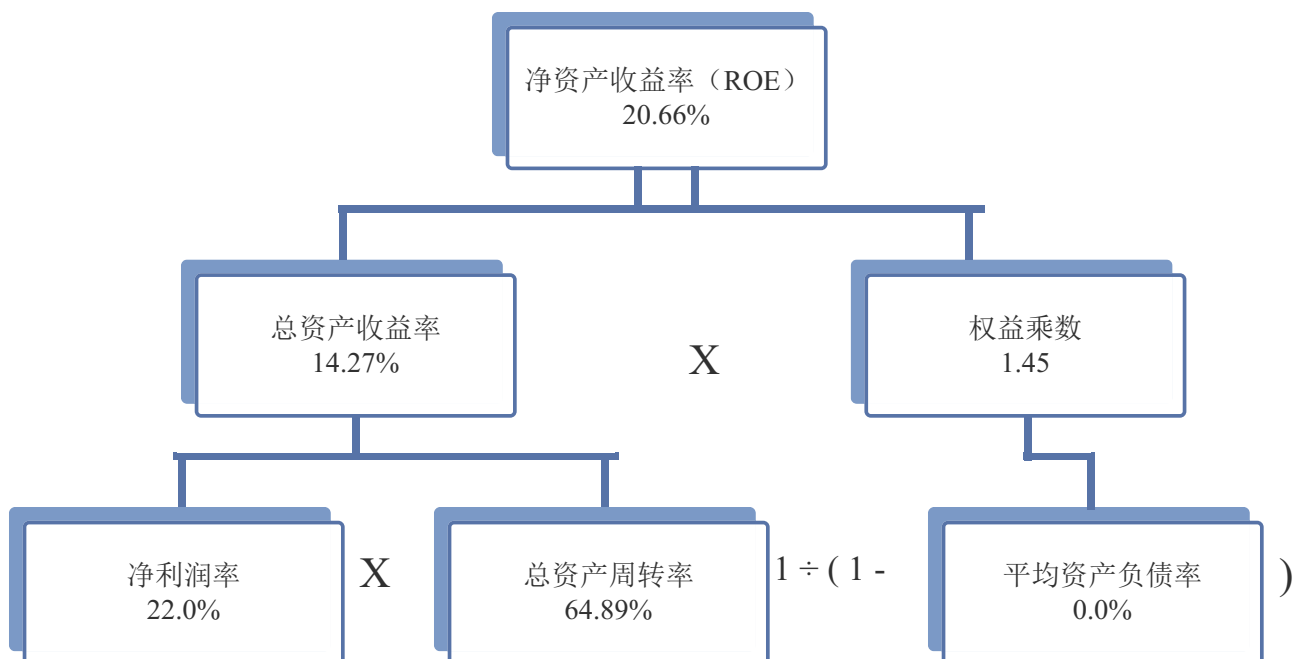 净资产收益率（ROE）
20.66%
总资产收益率
14.27%
X
权益乘数
1.45
净利润率
22.0%
X
总资产周转率
64.89%
1 ÷ ( 1 -
平均资产负债率
0.0%
)